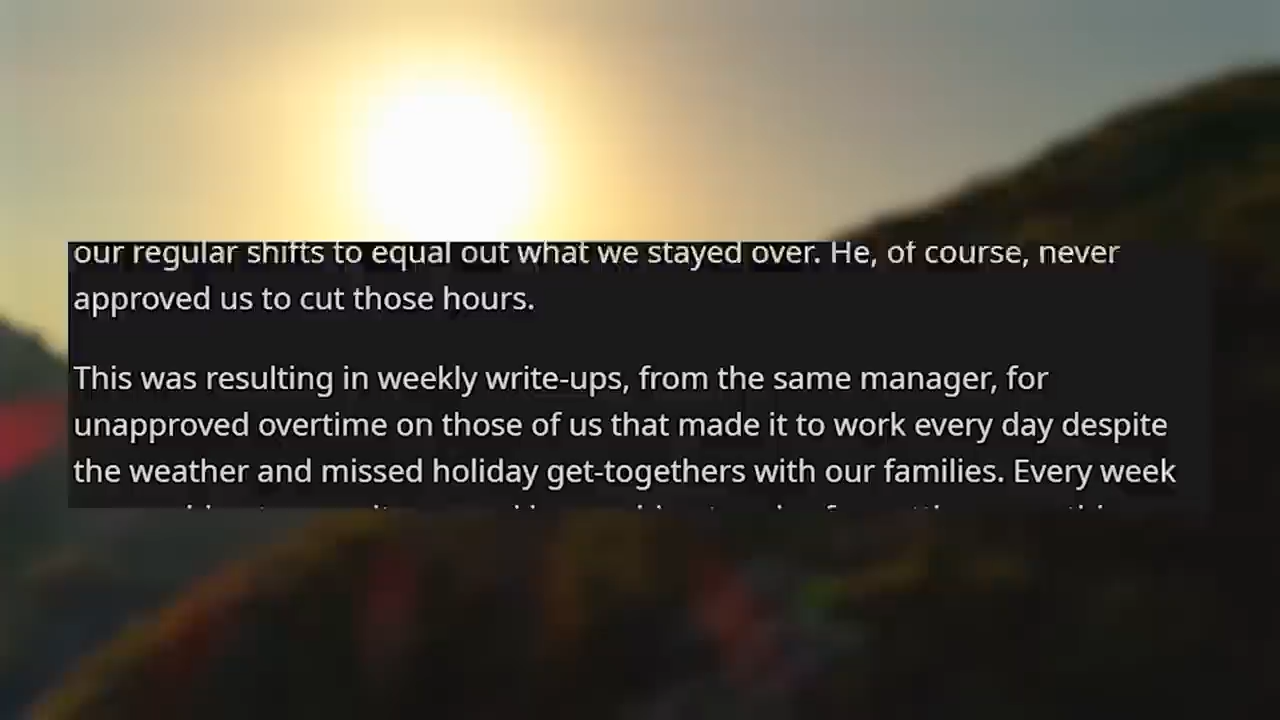 our regular shifts to equal out what we stayed over. He, of course, never
approved us to cut those hours.
This was resulting in weekly write-ups, from the same manager, for
unapproved overtime on those of us that made it to work every day despite
the weather and missed holiday get-togethers with our families. Every week